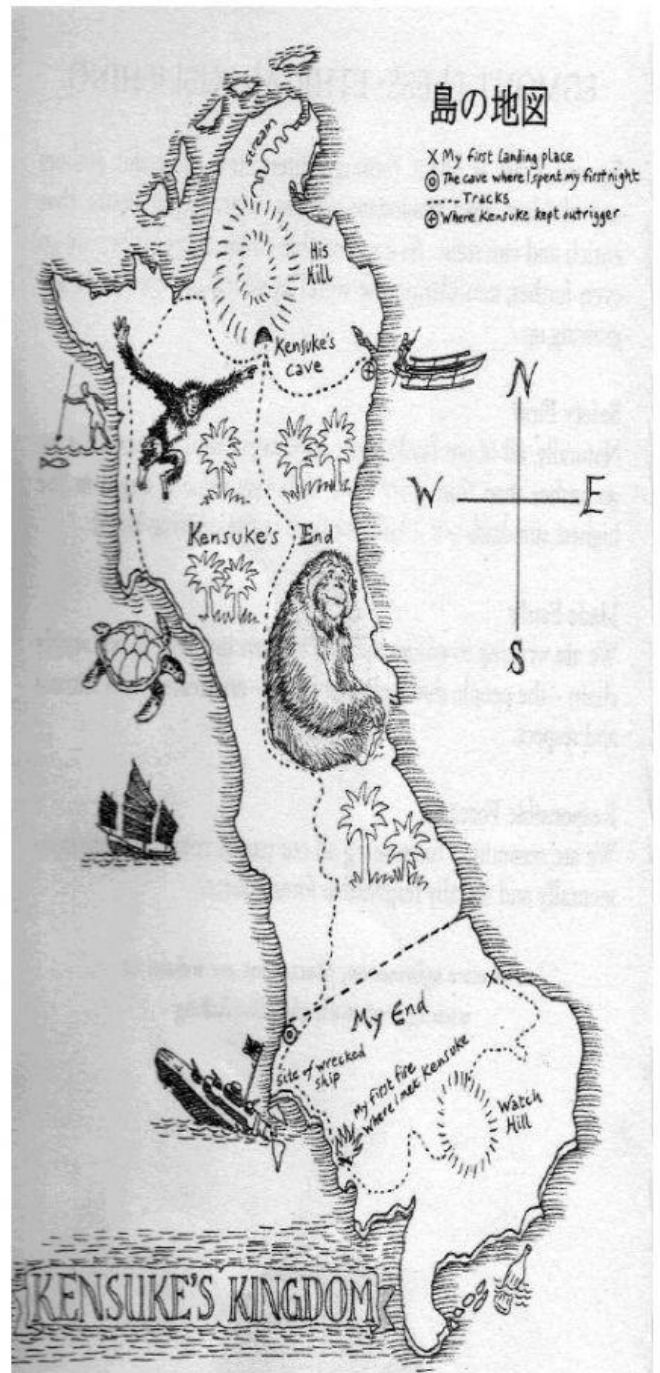 島の地図
X My first landing place
The cave where I spent my first night
Tracks
Where Kensuke kept outrigger
stream
His
Hill
Kensuke's
cave
N
W E
S
Kensuke's End
My End
Site of wrecked
ship
My first fire
where I met Kensuke
Watch
Hill
KENSUKE'S KINGDOM